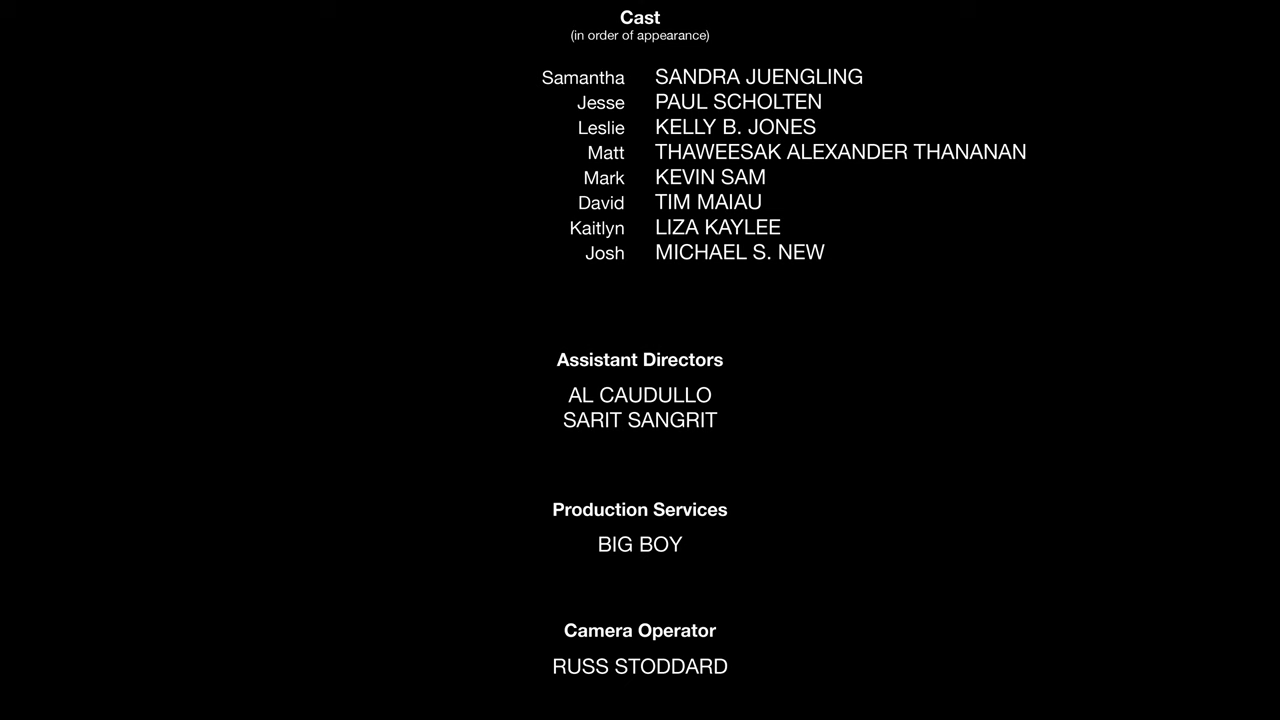 Cast
(in order of appearance)
Samantha SANDRA JUENGLING
Jesse PAUL SCHOLTEN
Leslie KELLY B. JONES
Matt THAWEESAK ALEXANDER THANANAN
Mark KEVIN SAM
David TIM MAIAU
Kaitlyn LIZA KAYLEE
Josh MICHAEL S. NEW
Assistant Directors
AL CAUDULLO
SARIT SANGRIT
Production Services
BIG BOY
Camera Operator
RUSS STODDARD